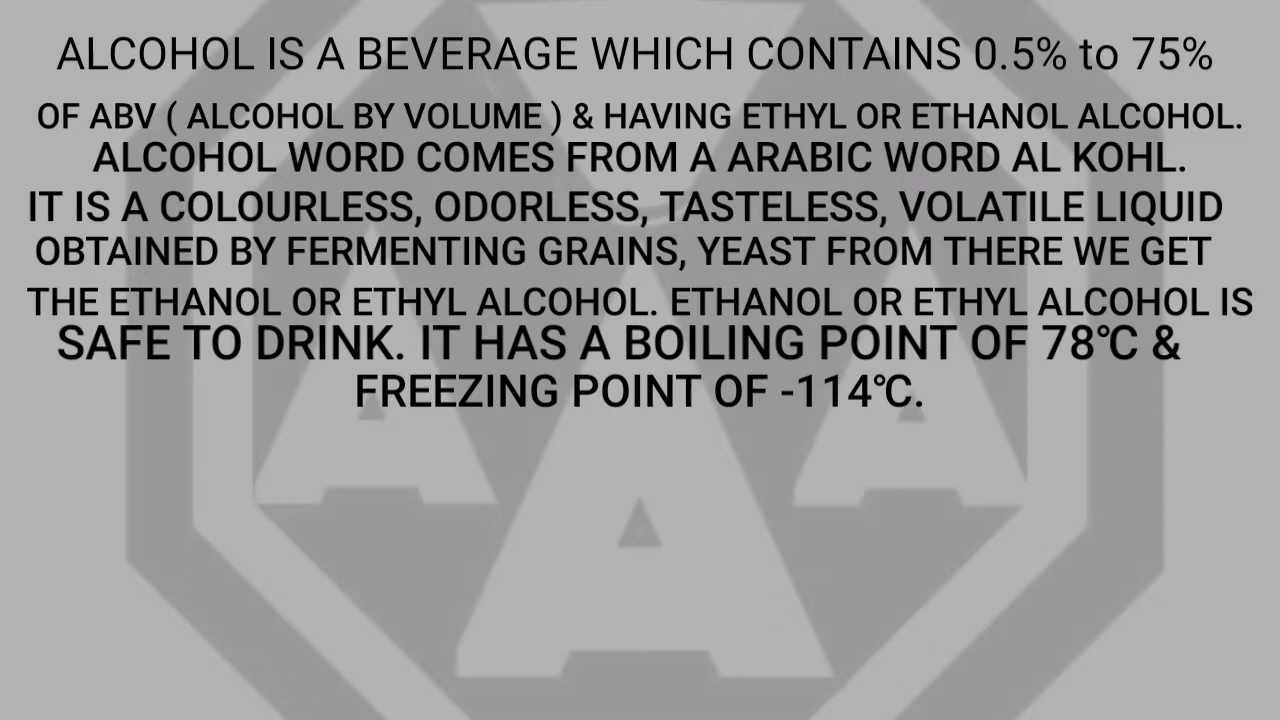 ALCOHOL IS A BEVERAGE WHICH CONTAINS 0.5% to 75%
OF ABV ( ALCOHOL BY VOLUME ) & HAVING ETHYL OR ETHANOL ALCOHOL.
ALCOHOL WORD COMES FROM A ARABIC WORD AL KOHL.
IT IS A COLOURLESS, ODORLESS, TASTELESS, VOLATILE LIQUID
OBTAINED BY FERMENTING GRAINS, YEAST FROM THERE WE GET
THE ETHANOL OR ETHYL ALCOHOL. ETHANOL OR ETHYL ALCOHOL IS
SAFE TO DRINK. IT HAS A BOILING POINT OF 78°C &
FREEZING POINT OF -114°C.
A A
A